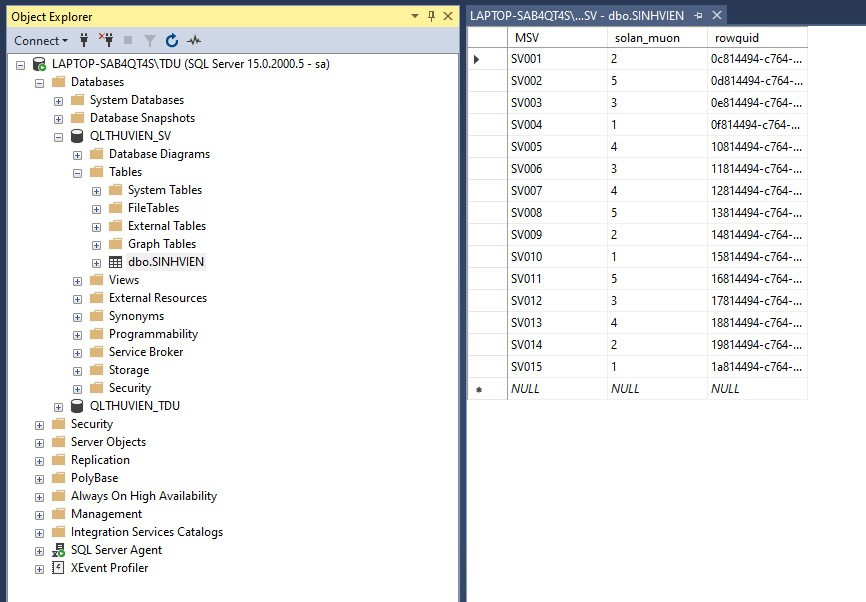 Object Explorer
Connect
LAPTOP-SAB4QT4S\TDU (SQL Server 15.0.2000.5 - sa)
Databases
System Databases
Database Snapshots
QLTHUVIEN_SV
Database Diagrams
Tables
System Tables
FileTables
External Tables
Graph Tables
dbo.SINHVIEN
Views
External Resources
Synonyms
Programmability
Service Broker
Storage
Security
QLTHUVIEN_TDU
Security
Server Objects
Replication
PolyBase
Always On High Availability
Management
Integration Services Catalogs
SQL Server Agent
XEvent Profiler
LAPTOP-SAB4QT4S\...SV - dbo.SINHVIEN
MSV solan_muon rowguid
SV001 2 0c814494-c764-...
SV002 5 0d814494-c764-...
SV003 3 0e814494-c764-...
SV004 1 0f814494-c764-...
SV005 4 10814494-c764-...
SV006 3 11814494-c764-...
SV007 4 12814494-c764-...
SV008 5 13814494-c764-...
SV009 2 14814494-c764-...
SV010 1 15814494-c764-...
SV011 5 16814494-c764-...
SV012 3 17814494-c764-...
SV013 4 18814494-c764-...
SV014 2 19814494-c764-...
SV015 1 1a814494-c764-...
NULL NULL NULL